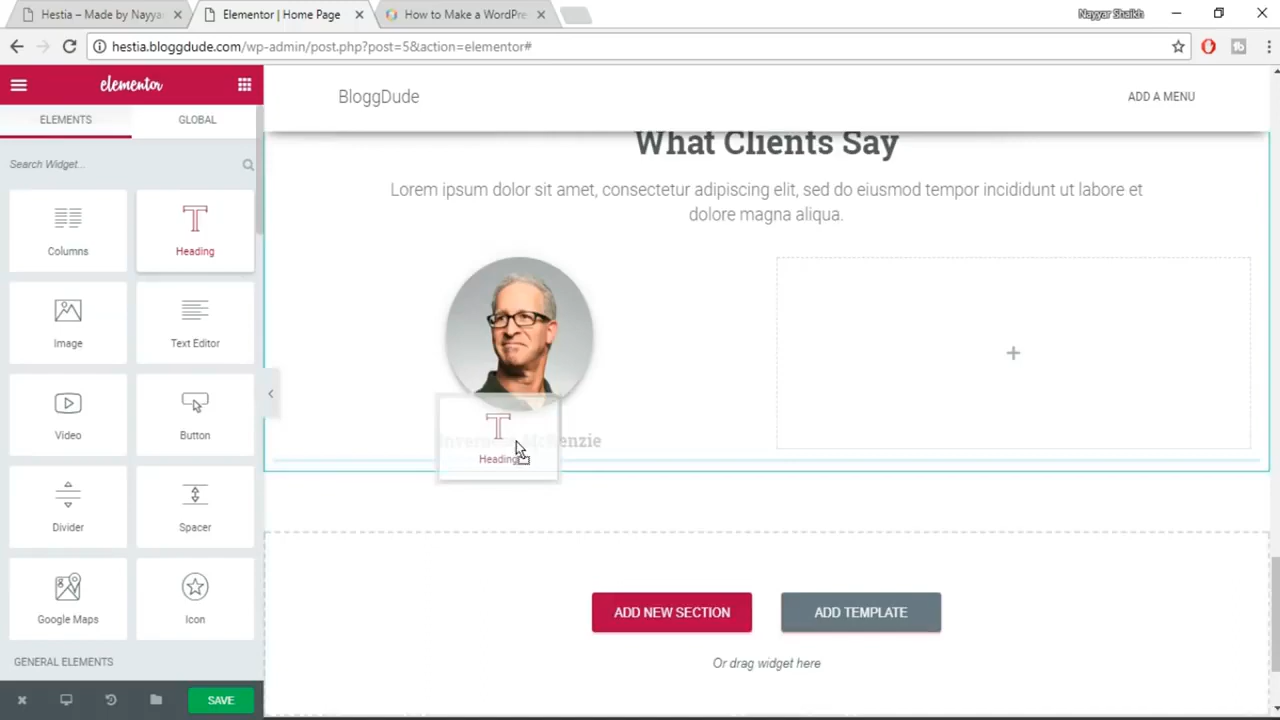 Hestia – Made by Nayya
Elementor | Home Page
How to Make a WordPre
Nayyar Shaikh
hestia.bloggdude.com/wp-admin/post.php?post=5&action=elementor#
elementor
BloggDude
ADD A MENU
ELEMENTS
GLOBAL
Search Widget...
What Clients Say
Lorem ipsum dolor sit amet, consectetur adipiscing elit, sed do eiusmod tempor incididunt ut labore et
dolore magna aliqua.
Columns
Heading
Image
Text Editor
Video
Button
Heading
Divider
Spacer
Google Maps
Icon
ADD NEW SECTION
ADD TEMPLATE
Or drag widget here
GENERAL ELEMENTS
SAVE